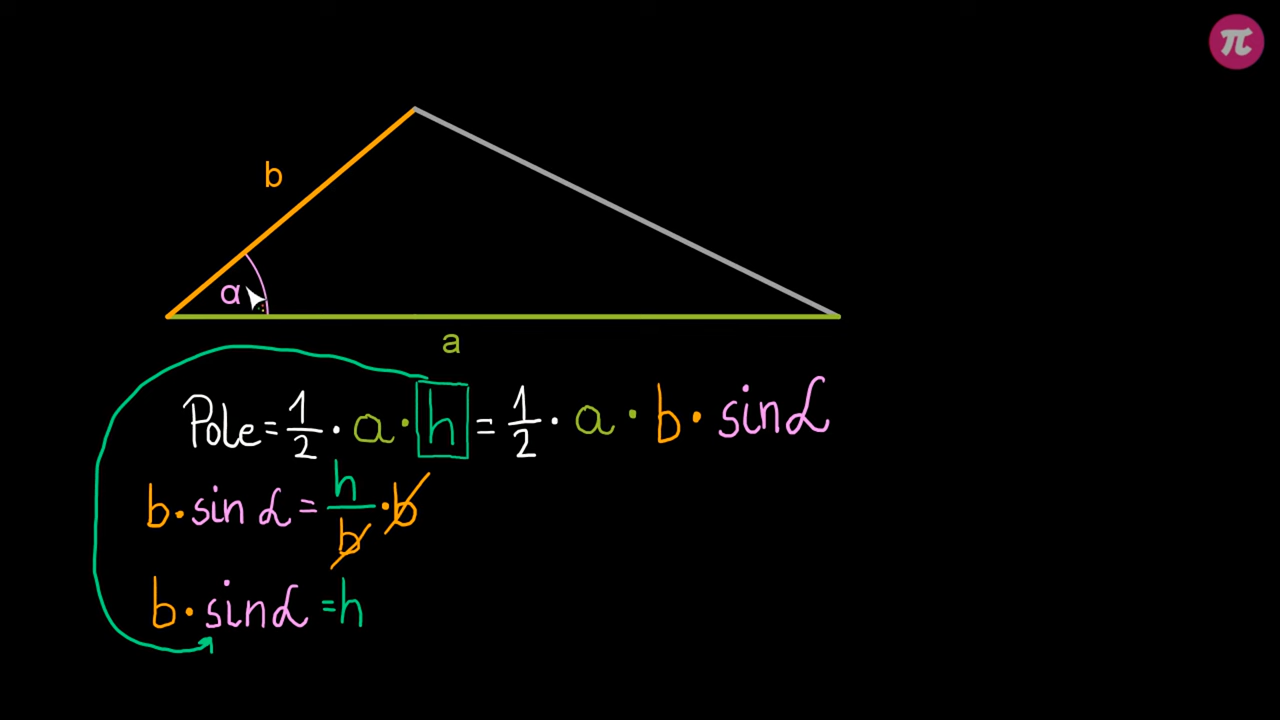 π
b
α
a
Pole = 1/2 · a · h = 1/2 · a · b · sin α
b · sin α = h/b · b
b · sin α = h